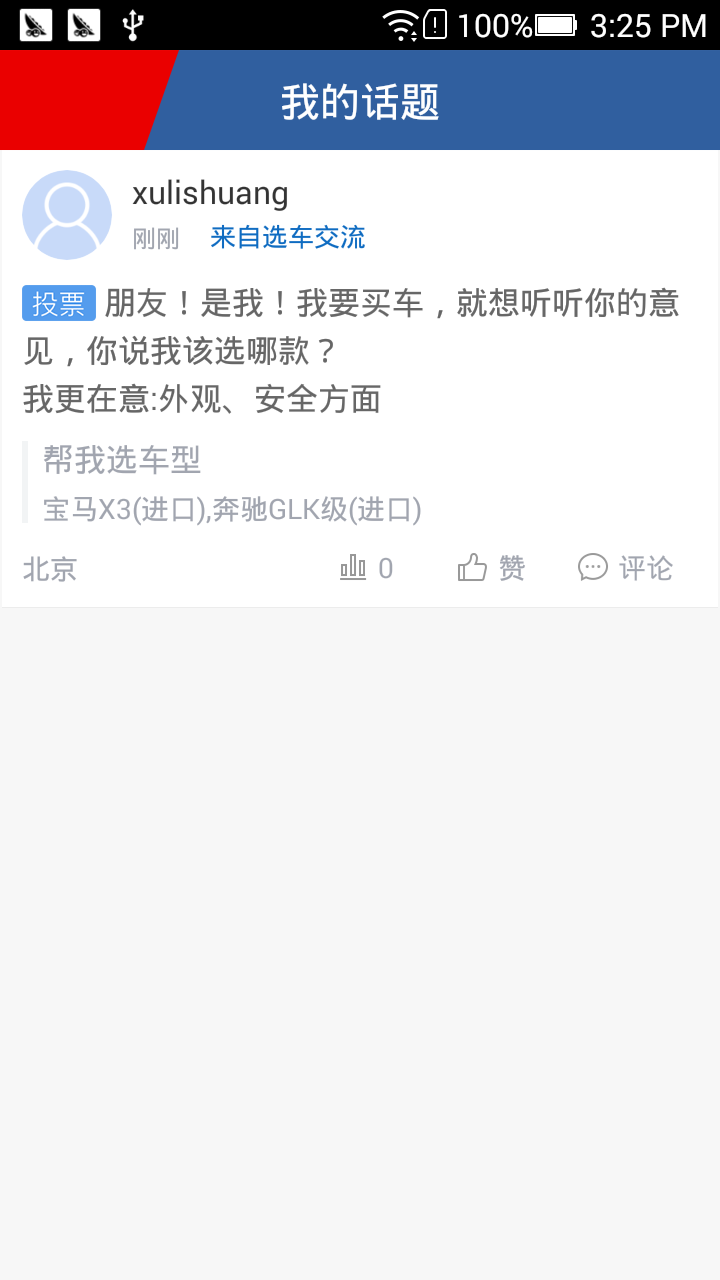 100% 3:25 PM
我的话题
xulishuang
刚刚 来自选车交流
投票 朋友！是我！我要买车，就想听听你的意
见，你说我该选哪款？
我更在意:外观、安全方面
帮我选车型
宝马X3(进口),奔驰GLK级(进口)
北京 0 赞 评论